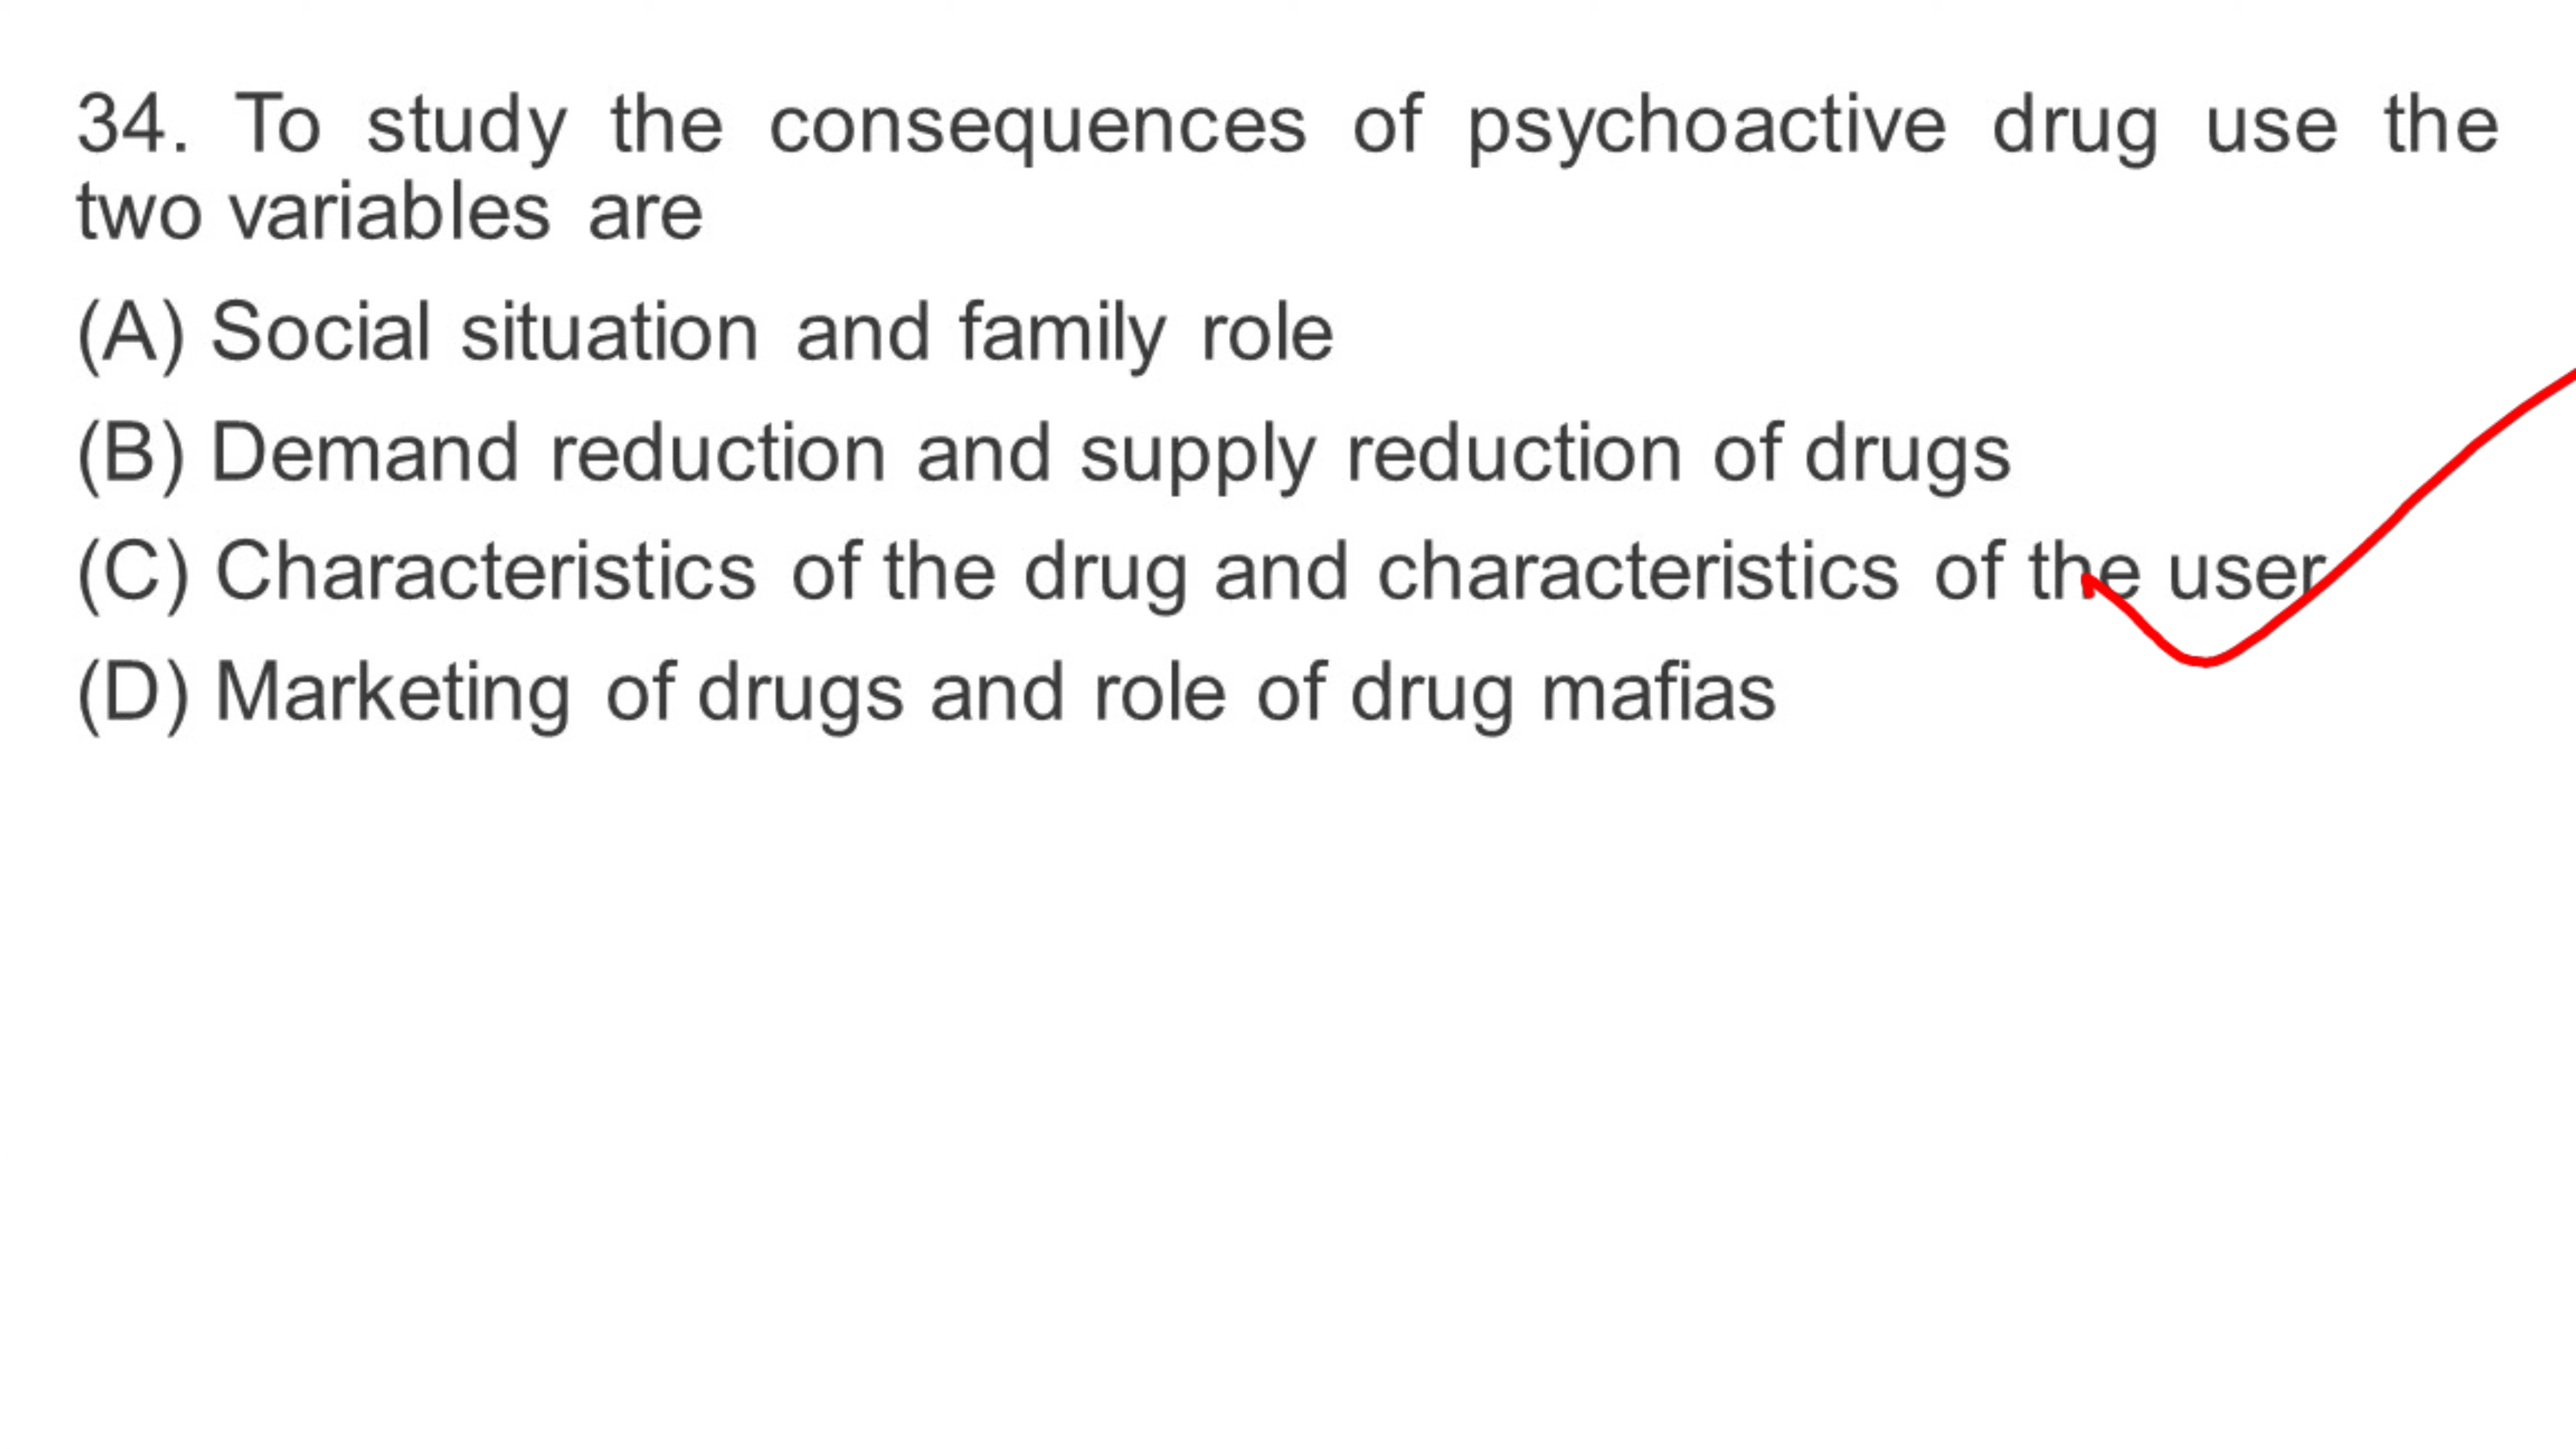 34. To study the consequences of psychoactive drug use the
two variables are
(A) Social situation and family role
(B) Demand reduction and supply reduction of drugs
(C) Characteristics of the drug and characteristics of the user
(D) Marketing of drugs and role of drug mafias